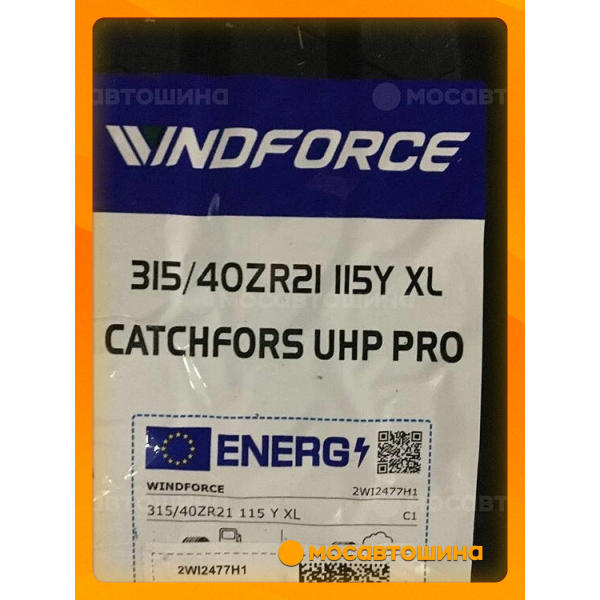 мосавтошина
мосавт
WINDFORCE
315/40ZR21 115Y XL
CATCHFORS UHP PRO
ENERG
WINDFORCE 2WI2477H1
315/40ZR21 115 Y XL C1
мосавтошина
2WI2477H1